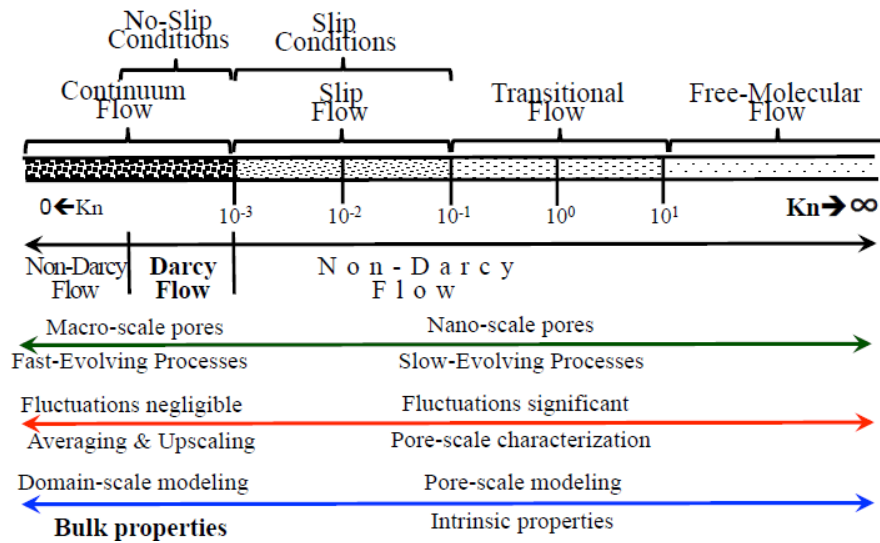 No-Slip
Conditions
Slip
Conditions
Continuum
Flow
Slip
Flow
Transitional
Flow
Free-Molecular
Flow
0←Kn
10⁻³
10⁻²
10⁻¹
10⁰
10¹
Kn→∞
Non-Darcy
Flow
Darcy
Flow
Non-Darcy
Flow
Macro-scale pores
Nano-scale pores
Fast-Evolving Processes
Slow-Evolving Processes
Fluctuations negligible
Fluctuations significant
Averaging & Upscaling
Pore-scale characterization
Domain-scale modeling
Pore-scale modeling
Bulk properties
Intrinsic properties